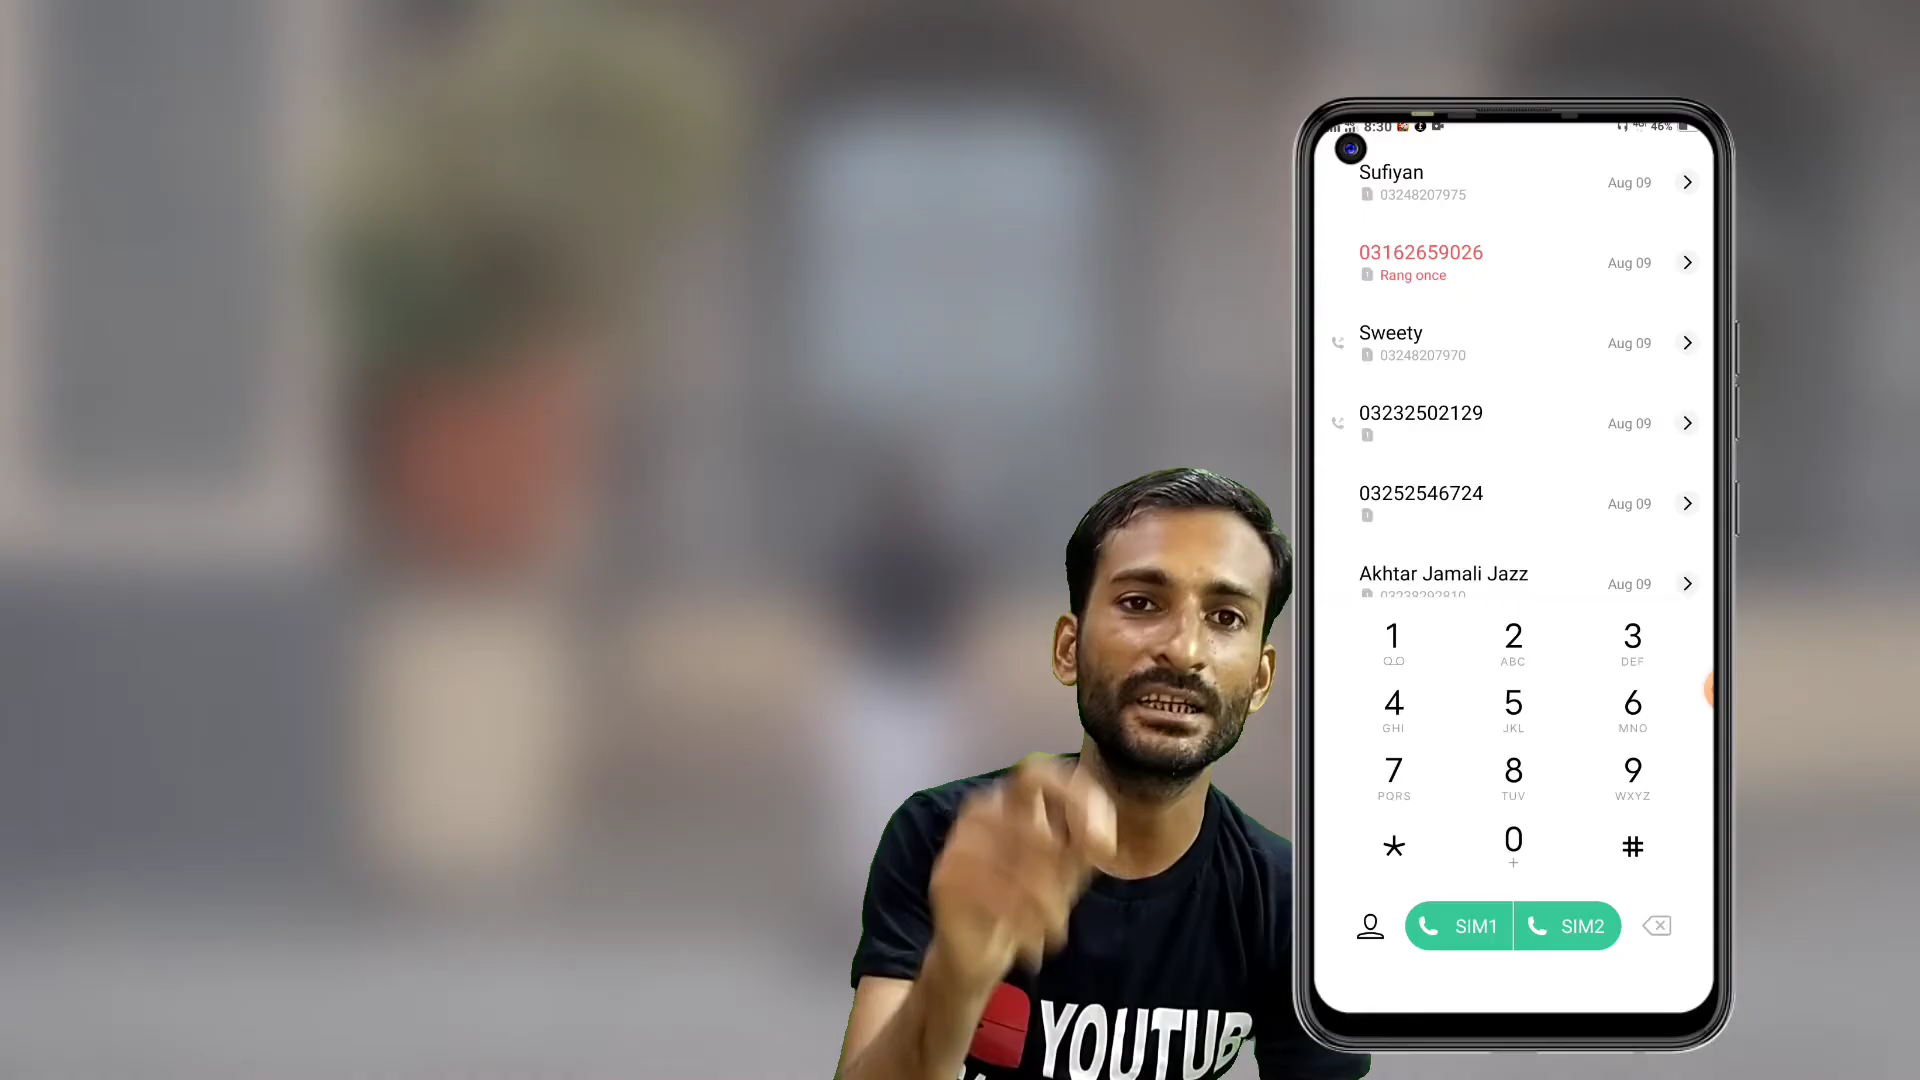 8:30
46%
Sufiyan
03248207975
Aug 09
03162659026
Rang once
Aug 09
Sweety
03248207970
Aug 09
03232502129
Aug 09
03252546724
Aug 09
Akhtar Jamali Jazz
03238292810
Aug 09
1
2
ABC
3
DEF
4
GHI
5
JKL
6
MNO
7
PQRS
8
TUV
9
WXYZ
*
0
+
#
SIM1
SIM2
YOUTUB